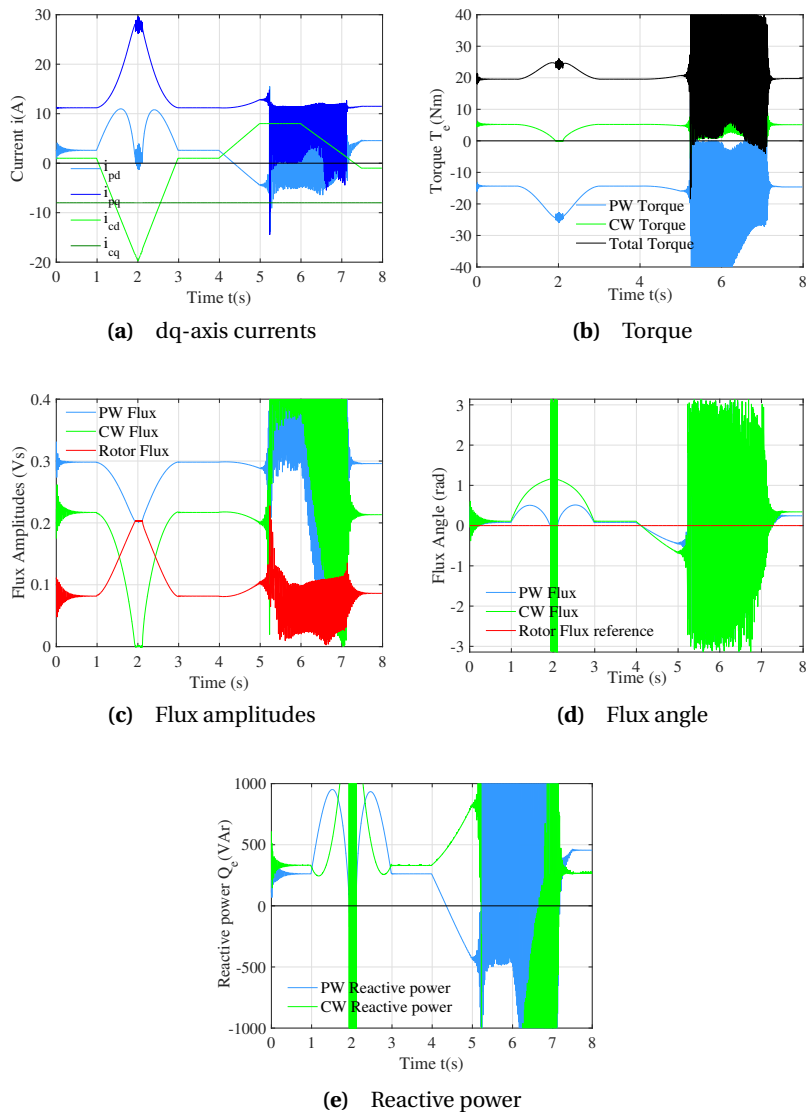 40
30
20
10
0
-10
-20
Current i(A)
i pd
i pq
i cd
i cq
0 1 2 3 4 5 6 7 8
Time t(s)
(a) dq-axis currents
40
30
20
10
0
-10
-20
-30
-40
Torque T_e(Nm)
PW Torque
CW Torque
Total Torque
0 2 4 6 8
Time t(s)
(b) Torque
0.4
0.3
0.2
0.1
0
Flux Amplitudes (Vs)
PW Flux
CW Flux
Rotor Flux
0 1 2 3 4 5 6 7 8
Time (s)
(c) Flux amplitudes
3
2
1
0
-1
-2
-3
Flux Angle (rad)
PW Flux
CW Flux
Rotor Flux reference
0 1 2 3 4 5 6 7 8
Time (s)
(d) Flux angle
1000
500
0
-500
-1000
Reactive power Q_e(VAr)
PW Reactive power
CW Reactive power
0 1 2 3 4 5 6 7 8
Time t(s)
(e) Reactive power